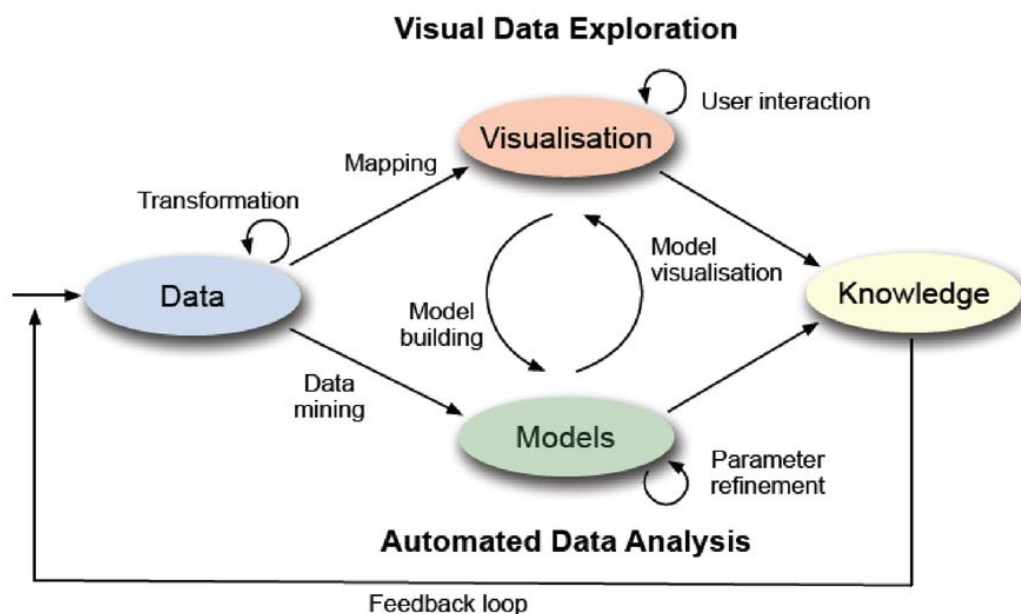 Visual Data Exploration
User interaction
Visualisation
Mapping
Transformation
Model
visualisation
Data
Knowledge
Model
building
Data
mining
Models
Parameter
refinement
Automated Data Analysis
Feedback loop